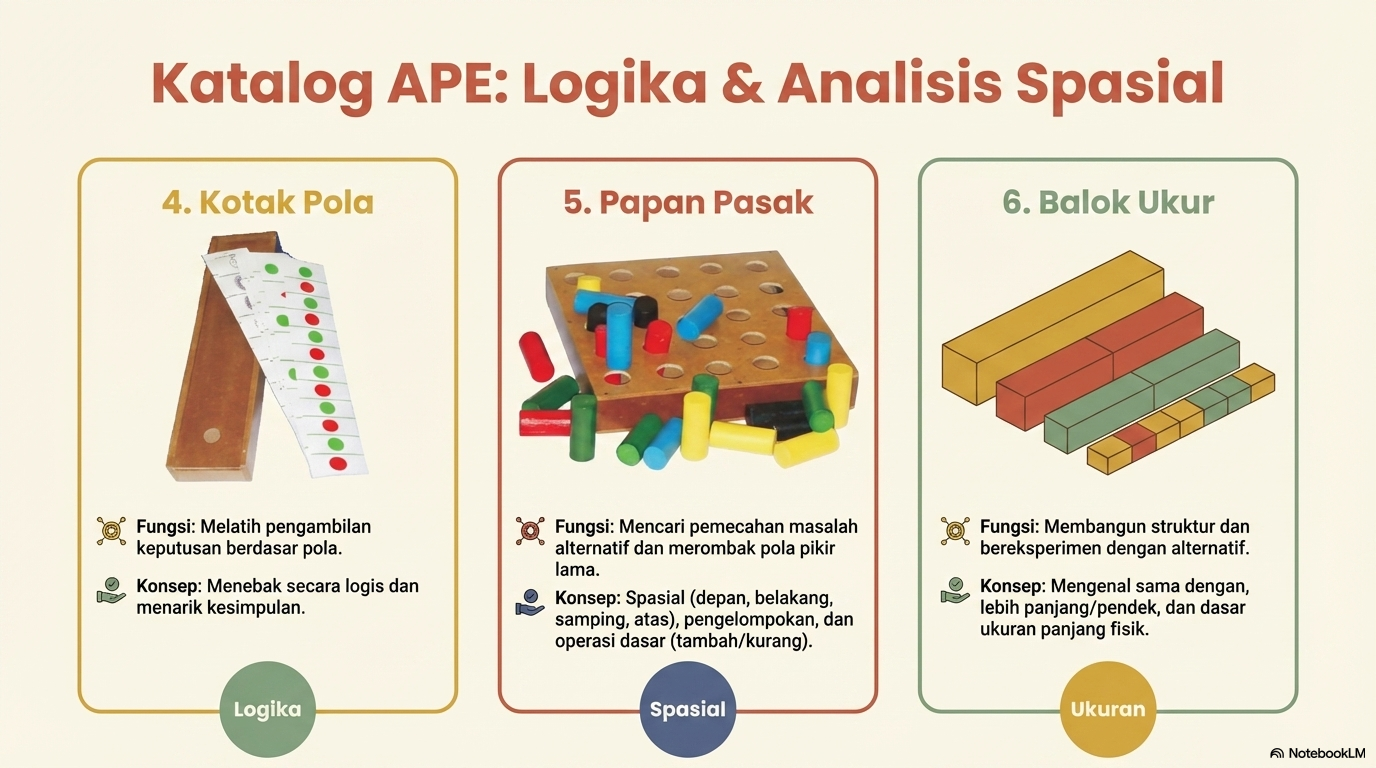 Katalog APE: Logika & Analisis Spasial
4. Kotak Pola
Fungsi: Melatih pengambilan
keputusan berdasar pola.
Konsep: Menebak secara logis dan
menarik kesimpulan.
Logika
5. Papan Pasak
Fungsi: Mencari pemecahan masalah
alternatif dan merombak pola pikir
lama.
Konsep: Spasial (depan, belakang,
samping, atas), pengelompokan, dan
operasi dasar (tambah/kurang).
Spasial
6. Balok Ukur
Fungsi: Membangun struktur dan
bereksperimen dengan alternatif.
Konsep: Mengenal sama dengan,
lebih panjang/pendek, dan dasar
ukuran panjang fisik.
Ukuran
NotebookLM